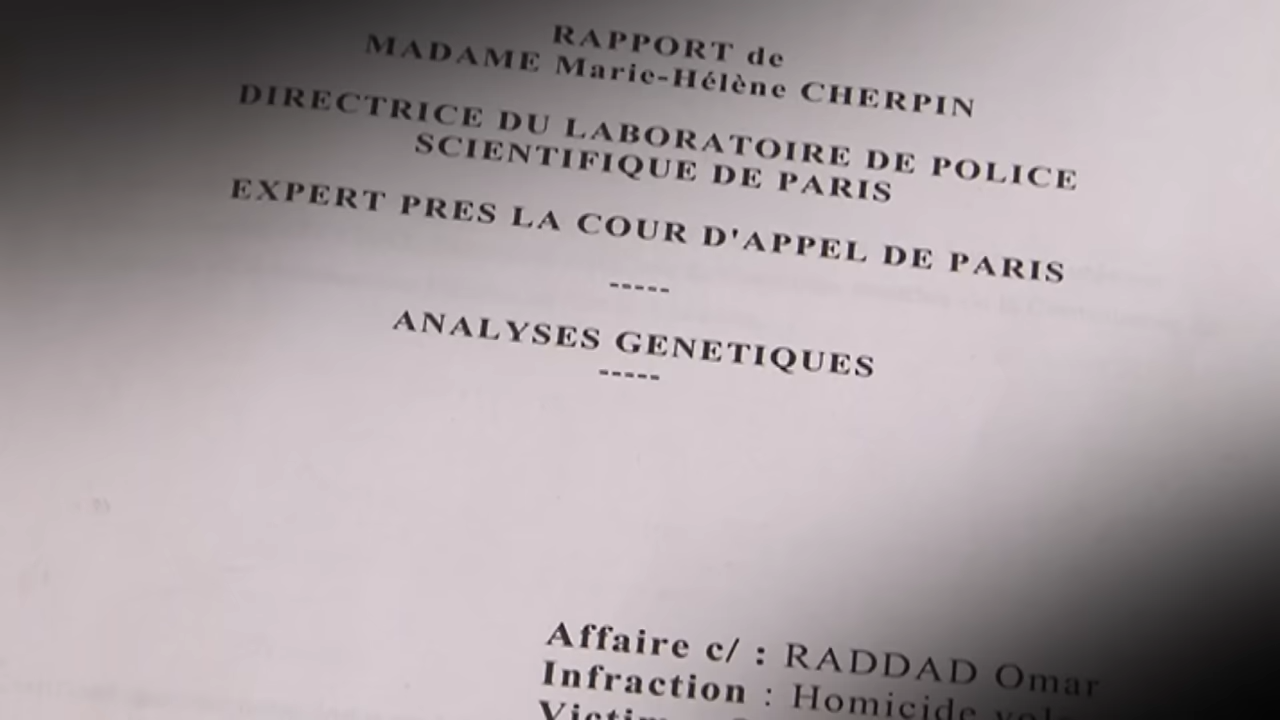 RAPPORT de
MADAME Marie-Hélène CHERPIN
DIRECTRICE DU LABORATOIRE DE POLICE
SCIENTIFIQUE DE PARIS
EXPERT PRES LA COUR D'APPEL DE PARIS
-----
ANALYSES GENETIQUES
-----
Affaire c/ : RADDAD Omar
Infraction : Homicide